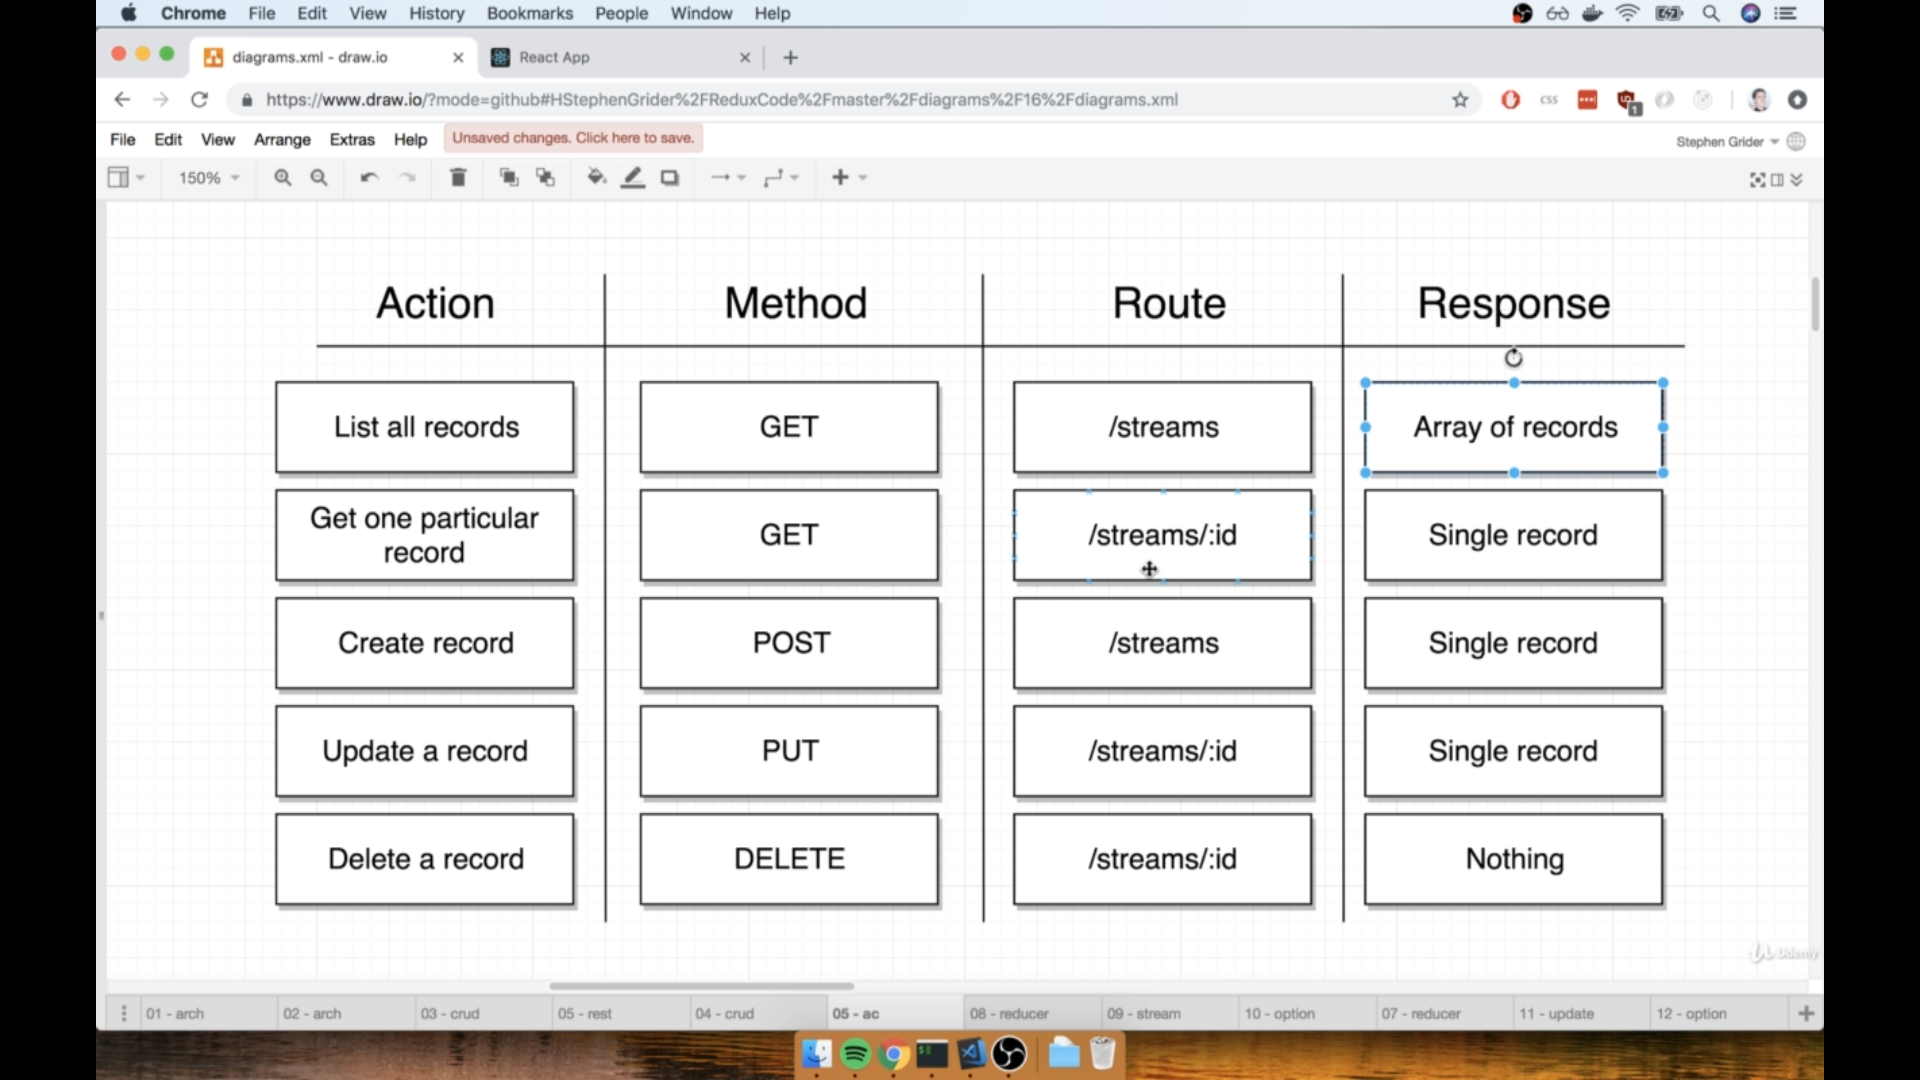 Chrome File Edit View History Bookmarks People Window Help
diagrams.xml - draw.io
React App
https://www.draw.io/?mode=github#HStephenGrider%2FReduxCode%2Fmaster%2Fdiagrams%2F16%2Fdiagrams.xml
CSS
1
File Edit View Arrange Extras Help Unsaved changes. Click here to save.
Stephen Grider
150%
Action Method Route Response
List all records GET /streams Array of records
Get one particular record GET /streams/:id Single record
Create record POST /streams Single record
Update a record PUT /streams/:id Single record
Delete a record DELETE /streams/:id Nothing
Udemy
01 - arch 02 - arch 03 - crud 05 - rest 04 - crud 05 - ac 08 - reducer 09 - stream 10 - option 07 - reducer 11 - update 12 - option